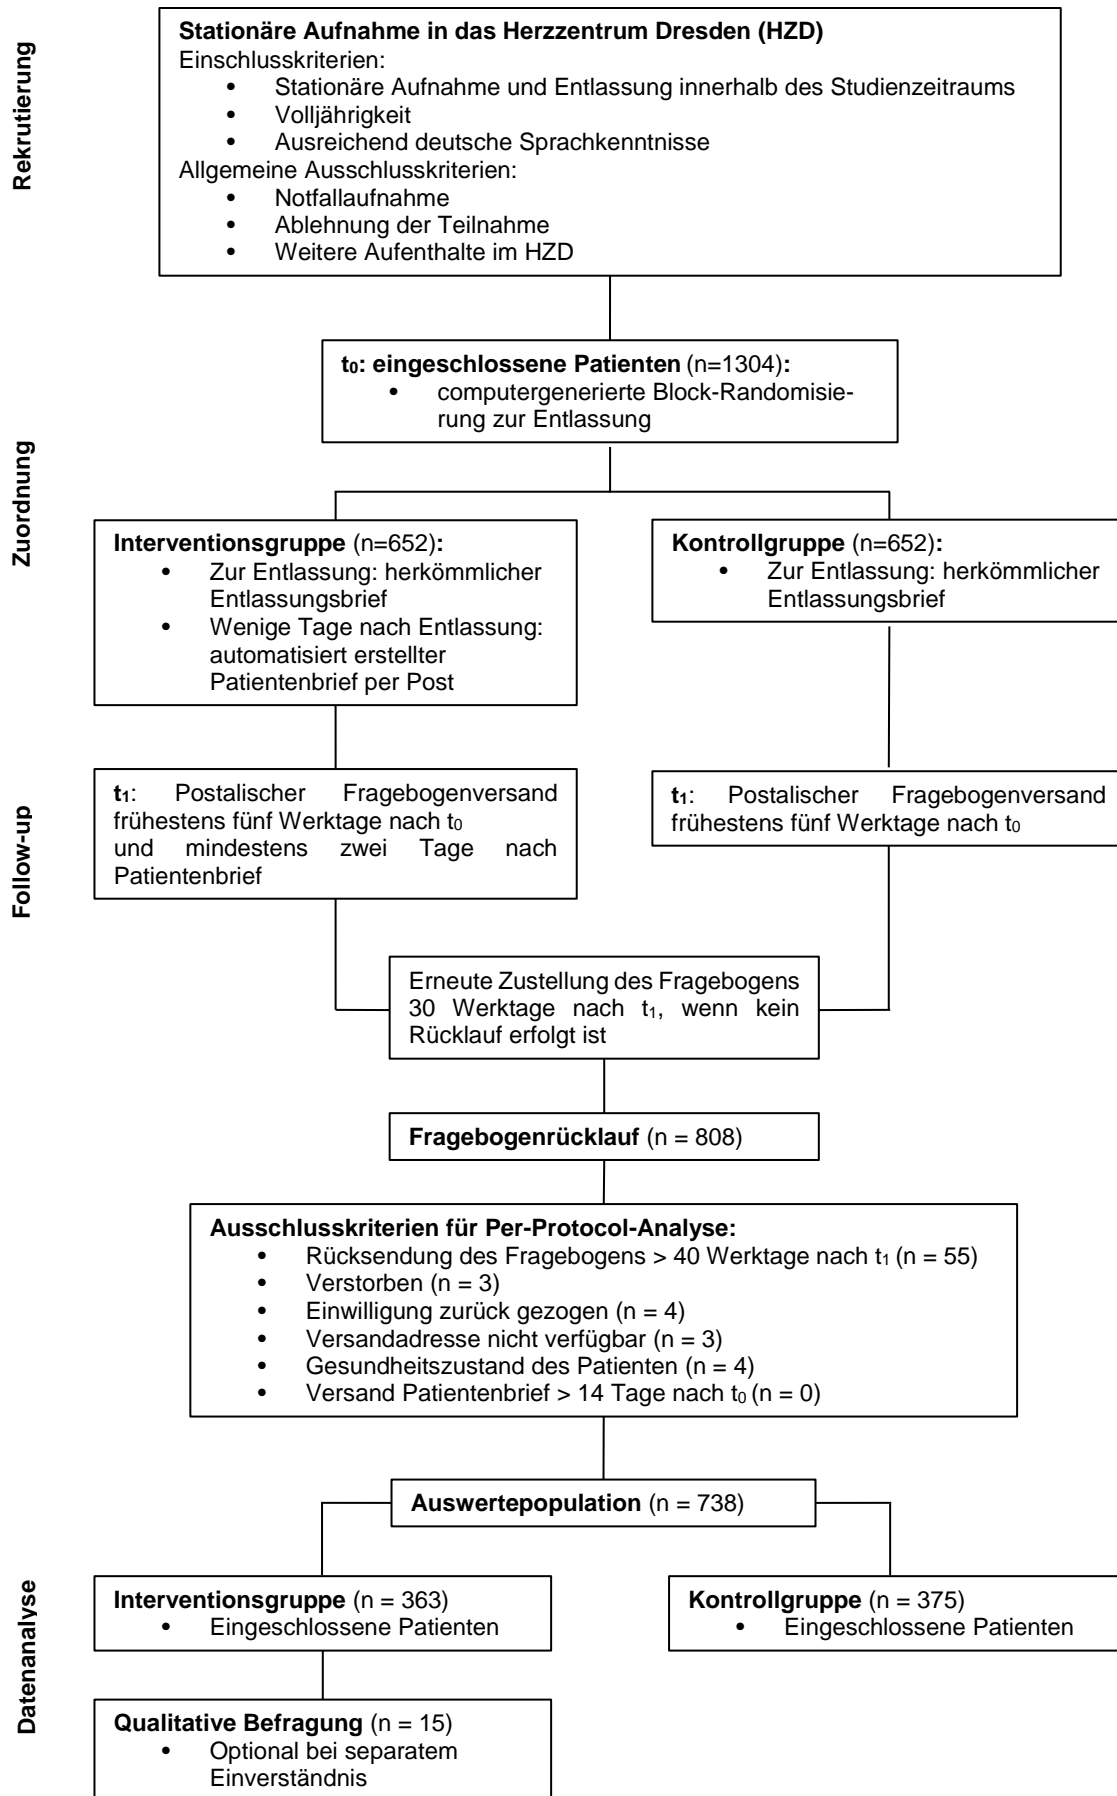 Rekrutierung
Stationäre Aufnahme in das Herzzentrum Dresden (HZD)
Einschlusskriterien:
• Stationäre Aufnahme und Entlassung innerhalb des Studienzeitraums
• Volljährigkeit
• Ausreichend deutsche Sprachkenntnisse
Allgemeine Ausschlusskriterien:
• Notfallaufnahme
• Ablehnung der Teilnahme
• Weitere Aufenthalte im HZD
t₀: eingeschlossene Patienten (n=1304):
• computergenerierte Block-Randomisie-
rung zur Entlassung
Zuordnung
Interventionsgruppe (n=652):
• Zur Entlassung: herkömmlicher
Entlassungsbrief
• Wenige Tage nach Entlassung:
automatisiert erstellter
Patientenbrief per Post
Kontrollgruppe (n=652):
• Zur Entlassung: herkömmlicher
Entlassungsbrief
Follow-up
t₁: Postalischer Fragebogenversand
frühestens fünf Werktage nach t₀
und mindestens zwei Tage nach
Patientenbrief
t₁: Postalischer Fragebogenversand
frühestens fünf Werktage nach t₀
Erneute Zustellung des Fragebogens
30 Werktage nach t₁, wenn kein
Rücklauf erfolgt ist
Fragebogenrücklauf (n = 808)
Ausschlusskriterien für Per-Protocol-Analyse:
• Rücksendung des Fragebogens > 40 Werktage nach t₁ (n = 55)
• Verstorben (n = 3)
• Einwilligung zurück gezogen (n = 4)
• Versandadresse nicht verfügbar (n = 3)
• Gesundheitszustand des Patienten (n = 4)
• Versand Patientenbrief > 14 Tage nach t₀ (n = 0)
Auswertepopulation (n = 738)
Datenanalyse
Interventionsgruppe (n = 363)
• Eingeschlossene Patienten
Kontrollgruppe (n = 375)
• Eingeschlossene Patienten
Qualitative Befragung (n = 15)
• Optional bei separatem
Einverständnis